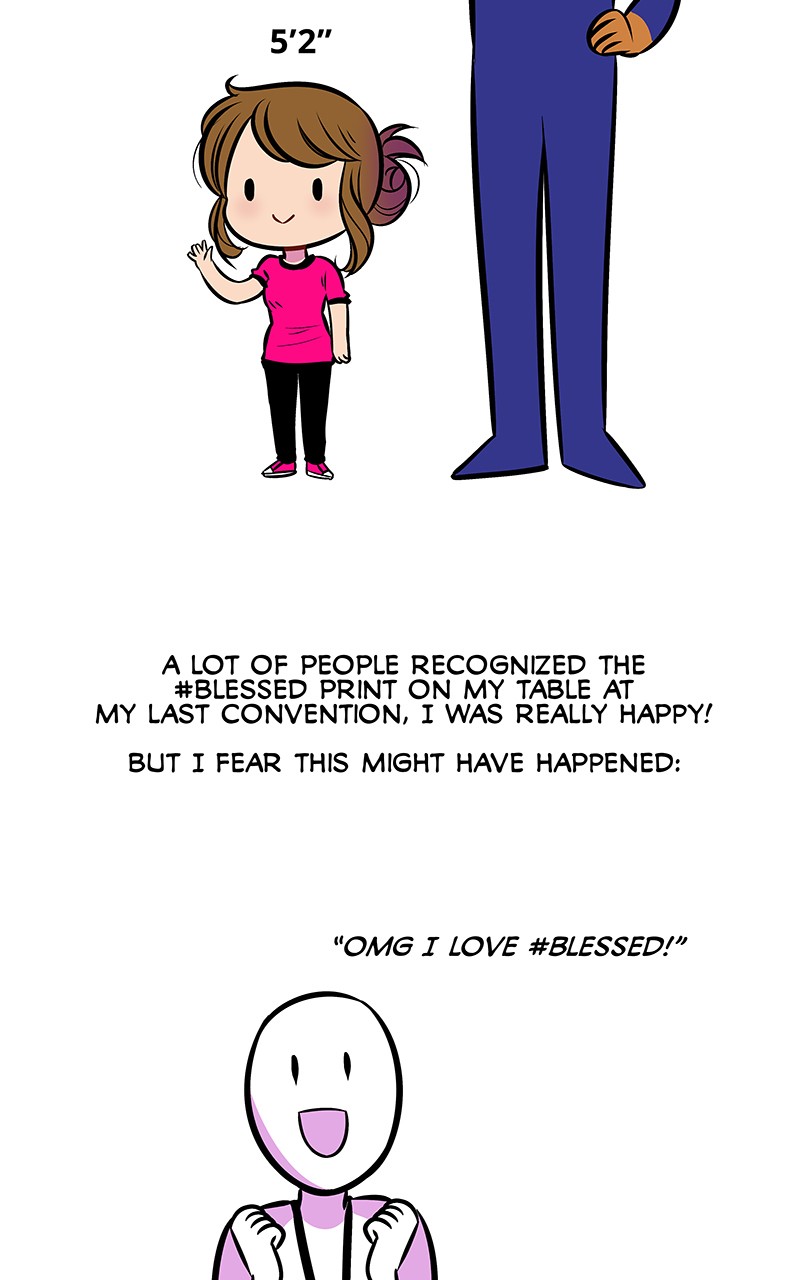 5’2”
A LOT OF PEOPLE RECOGNIZED THE
#BLESSED PRINT ON MY TABLE AT
MY LAST CONVENTION, I WAS REALLY HAPPY!
BUT I FEAR THIS MIGHT HAVE HAPPENED:
“OMG I LOVE #BLESSED!”